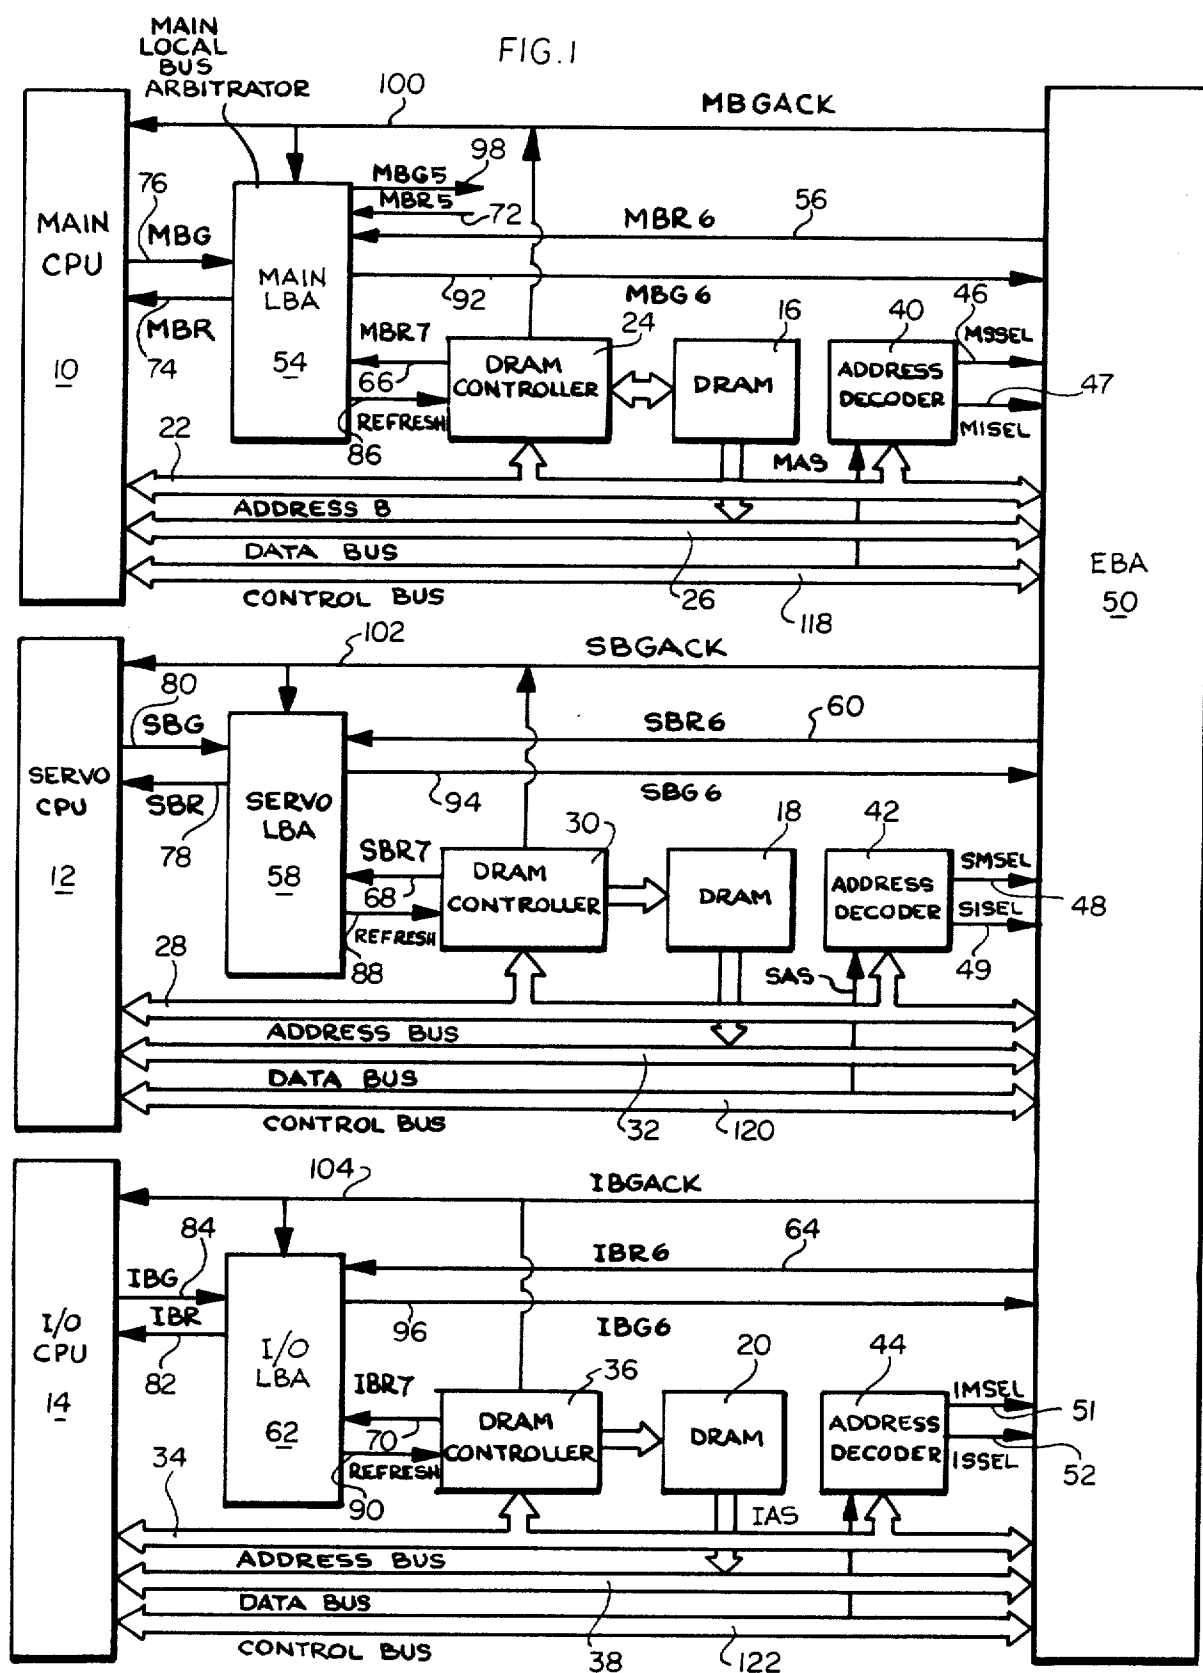 FIG. 1
MAIN
LOCAL
BUS
ARBITRATOR
100
MBGACK
MAIN
CPU
10
76
MBG
MBR
74
MBG5
98
MBR5
72
MBR6
56
MAIN
LBA
54
92
MBG6
MBR7
66
REFRESH
86
24
DRAM
CONTROLLER
16
DRAM
40
ADDRESS
DECODER
46
MSSEL
47
MISEL
MAS
22
ADDRESS B
DATA BUS
26
CONTROL BUS
118
EBA
50
102
SBGACK
SERVO
CPU
12
80
SBG
SBR
78
SBR6
60
SERVO
LBA
58
94
SBG6
SBR7
68
REFRESH
88
30
DRAM
CONTROLLER
18
DRAM
42
ADDRESS
DECODER
SMSEL
48
SISEL
49
SAS
28
ADDRESS BUS
DATA BUS
32
CONTROL BUS
120
104
IBGACK
I/O
CPU
14
84
IBG
IBR
82
IBR6
64
I/O
LBA
62
96
IBG6
IBR7
70
REFRESH
90
36
DRAM
CONTROLLER
20
DRAM
44
ADDRESS
DECODER
IMSEL
51
ISSEL
52
IAS
34
ADDRESS BUS
DATA BUS
38
CONTROL BUS
122